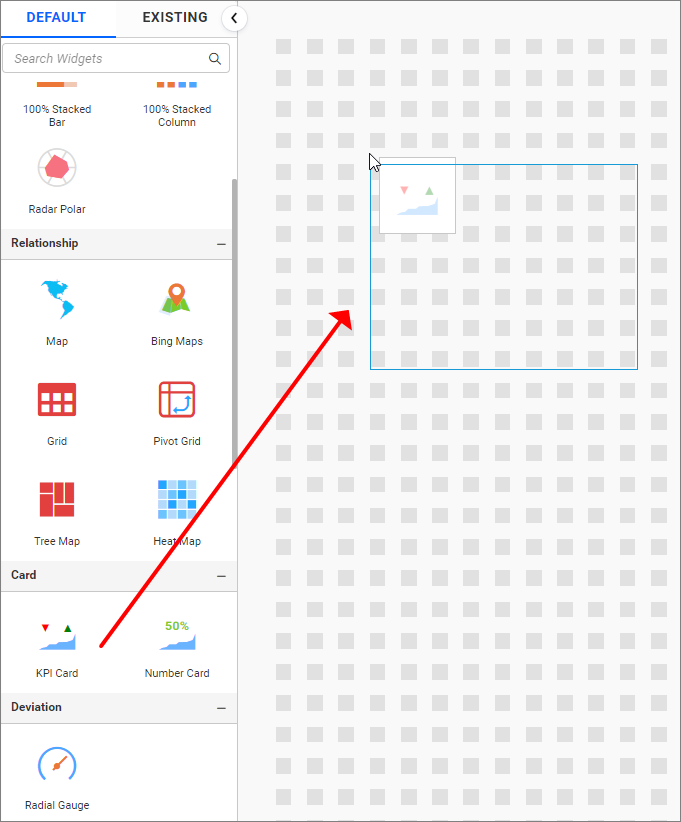 DEFAULT
EXISTING
Search Widgets
100% Stacked
Bar
100% Stacked
Column
Radar Polar
Relationship
Map
Bing Maps
Grid
Pivot Grid
Tree Map
Heat Map
Card
50%
KPI Card
Number Card
Deviation
Radial Gauge